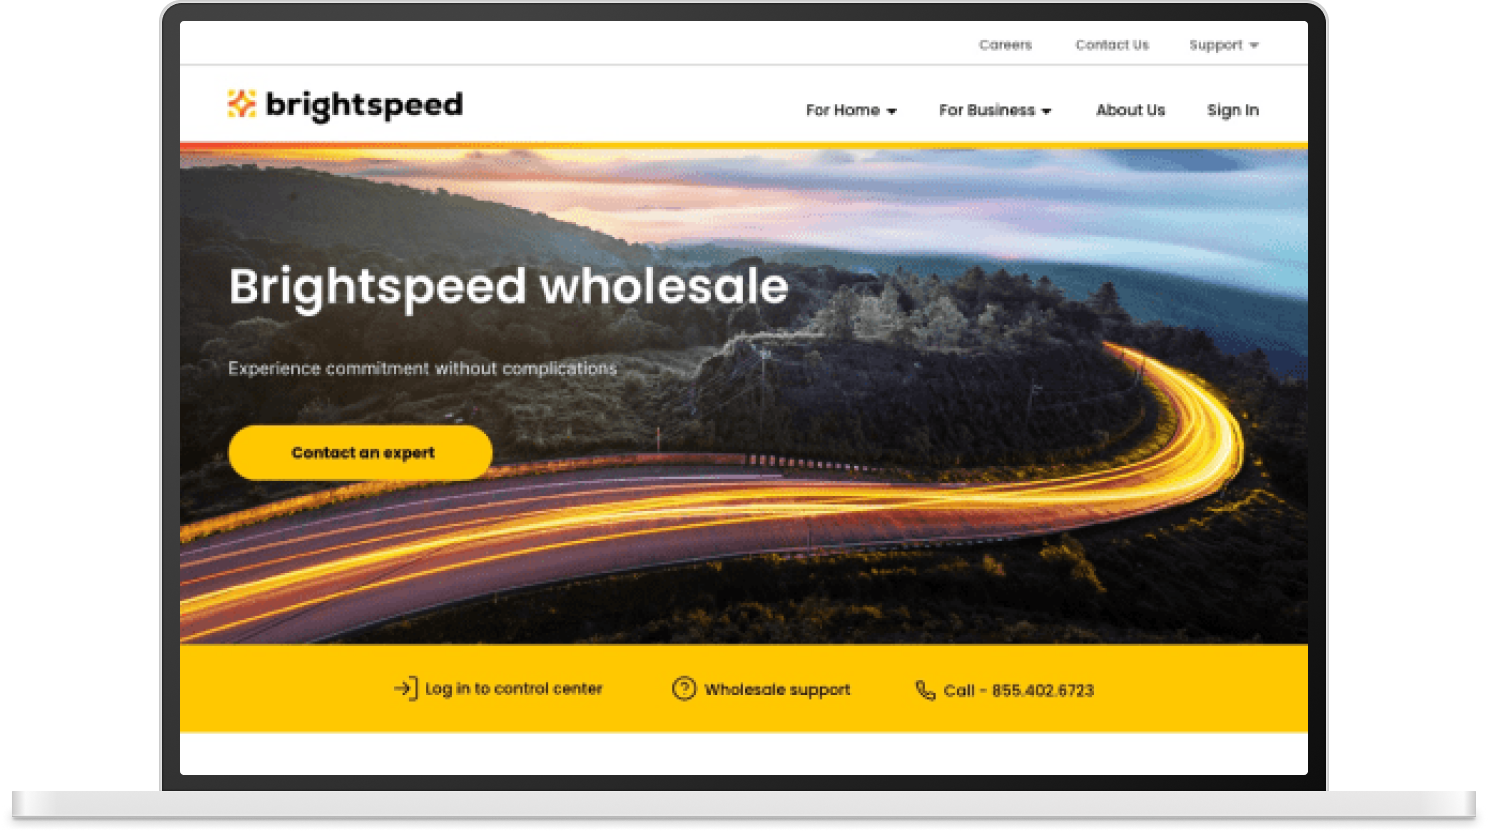 Careers Contact Us Support
brightspeed For Home For Business About Us Sign In
Brightspeed wholesale
Experience commitment without complications
Contact an expert
Log in to control center Wholesale support Call - 855.402.6723